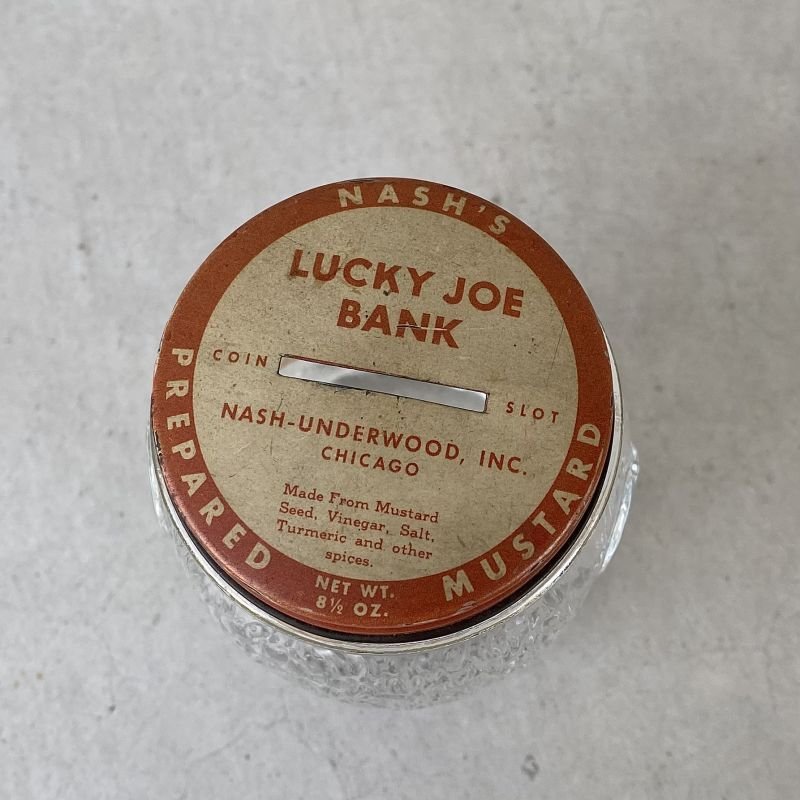 NASH'S
LUCKY JOE
BANK
COIN SLOT
NASH-UNDERWOOD, INC.
CHICAGO
Made From Mustard
Seed, Vinegar, Salt,
Turmeric and other
spices.
PREPARED MUSTARD
NET WT.
8½ OZ.